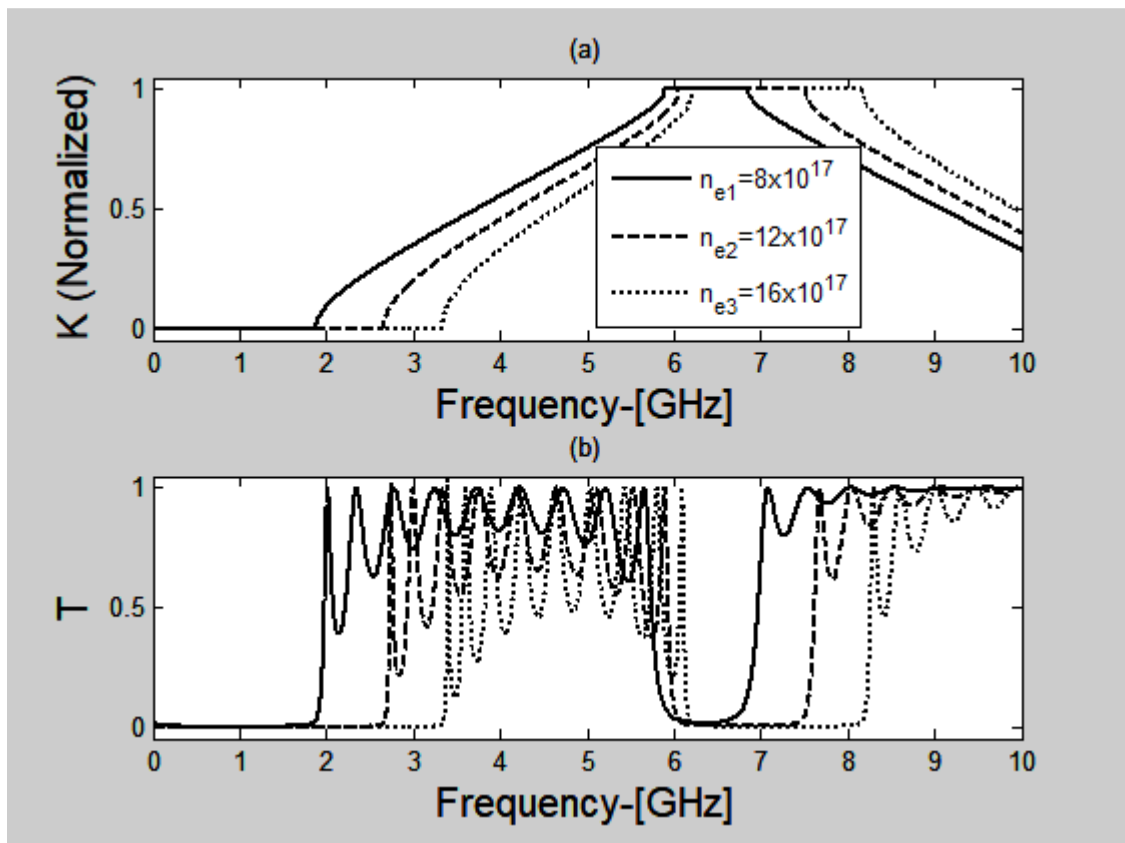 (a)
K (Normalized)
1
0.5
0
n_e1=8x10^17
n_e2=12x10^17
n_e3=16x10^17
0 1 2 3 4 5 6 7 8 9 10
Frequency-[GHz]
(b)
T
1
0.5
0
0 1 2 3 4 5 6 7 8 9 10
Frequency-[GHz]